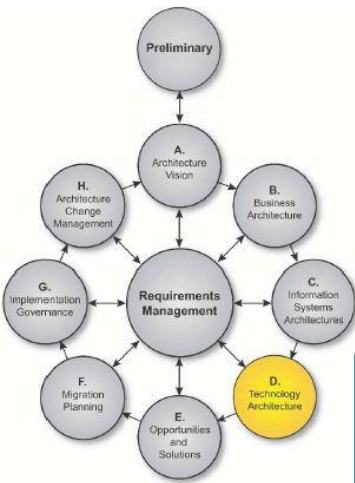 Preliminary
A.
Architecture
Vision
H.
Architecture
Change
Management
B.
Business
Architecture
G.
Implementation
Governance
Requirements
Management
C.
Information
Systems
Architectures
F.
Migration
Planning
D.
Technology
Architecture
E.
Opportunities
and
Solutions